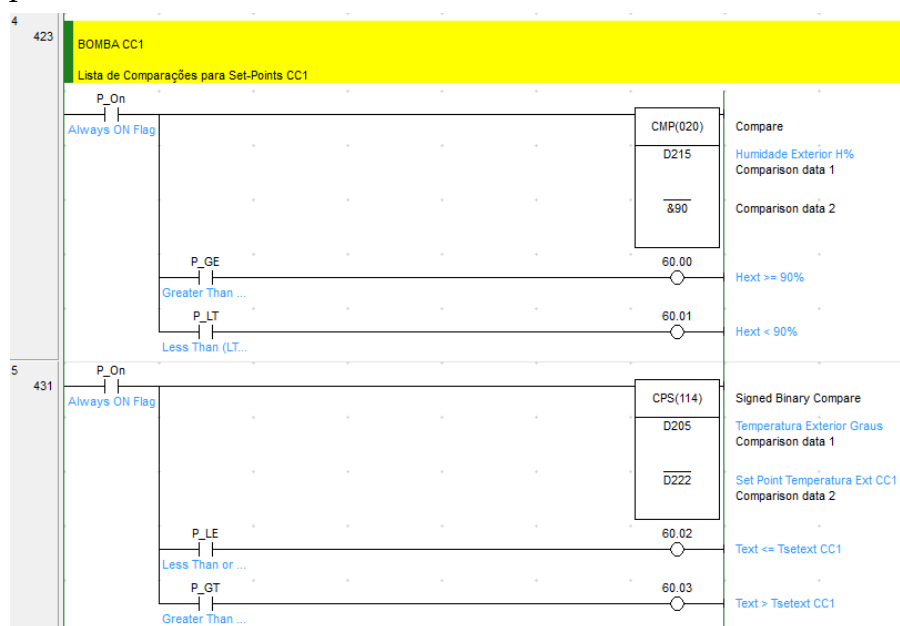 4
423
BOMBA CC1
Lista de Comparações para Set-Points CC1
P_On
Always ON Flag
CMP(020)
Compare
D215
Humidade Exterior H%
Comparison data 1
&90
Comparison data 2
P_GE
Greater Than ...
60.00
Hext >= 90%
P_LT
Less Than (LT...
60.01
Hext < 90%
5
431
P_On
Always ON Flag
CPS(114)
Signed Binary Compare
D205
Temperatura Exterior Graus
Comparison data 1
D222
Set Point Temperatura Ext CC1
Comparison data 2
P_LE
Less Than or ...
60.02
Text <= Tsetext CC1
P_GT
Greater Than ...
60.03
Text > Tsetext CC1